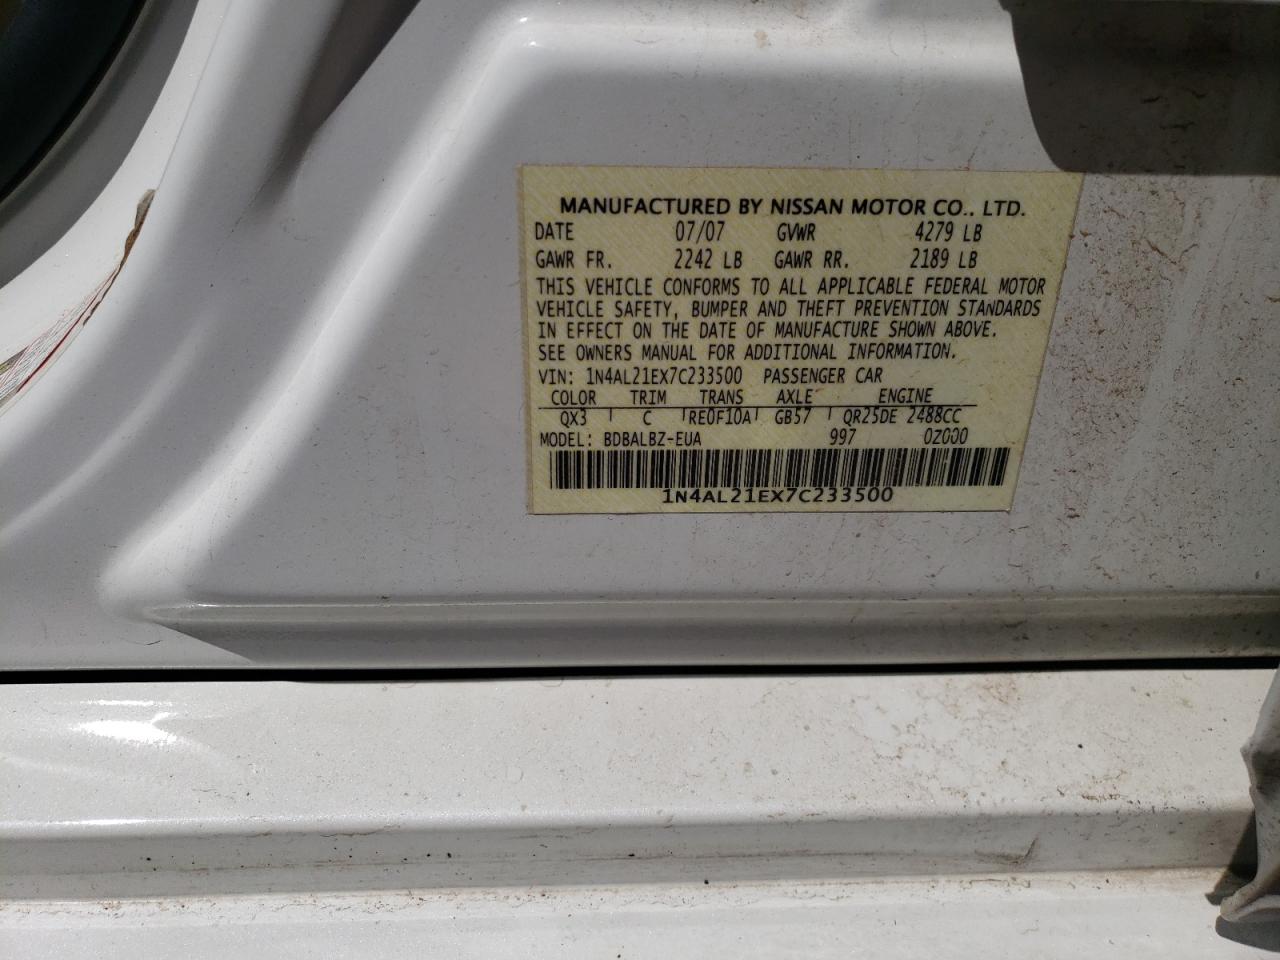 MANUFACTURED BY NISSAN MOTOR CO., LTD.
DATE 07/07 GVWR 4279 LB
GAWR FR. 2242 LB GAWR RR. 2189 LB
THIS VEHICLE CONFORMS TO ALL APPLICABLE FEDERAL MOTOR
VEHICLE SAFETY, BUMPER AND THEFT PREVENTION STANDARDS
IN EFFECT ON THE DATE OF MANUFACTURE SHOWN ABOVE.
SEE OWNERS MANUAL FOR ADDITIONAL INFORMATION.
VIN: 1N4AL21EX7C233500 PASSENGER CAR
COLOR TRIM TRANS AXLE ENGINE
QX3 C RE0F10A GB57 QR25DE 2488CC
MODEL: BDBALBZ-EUA 997 0Z000
1N4AL21EX7C233500